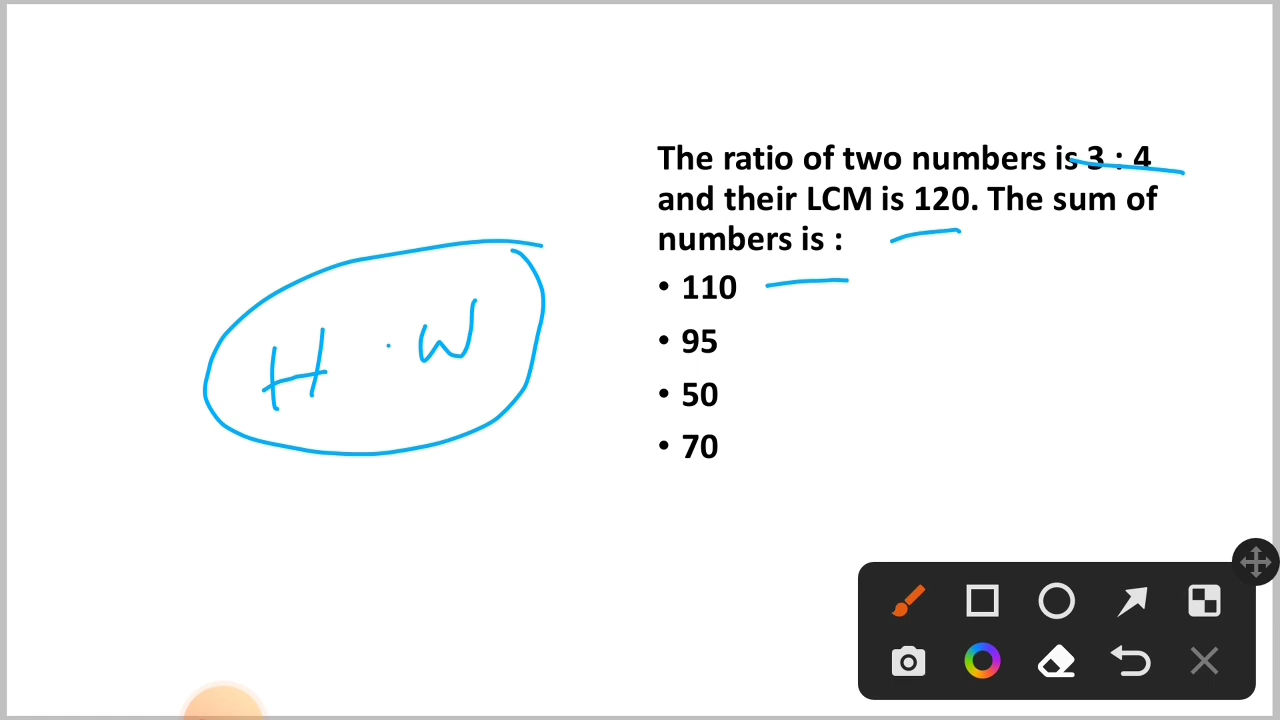 The ratio of two numbers is 3 : 4
and their LCM is 120. The sum of
numbers is :
• 110
• 95
• 50
• 70
H . W